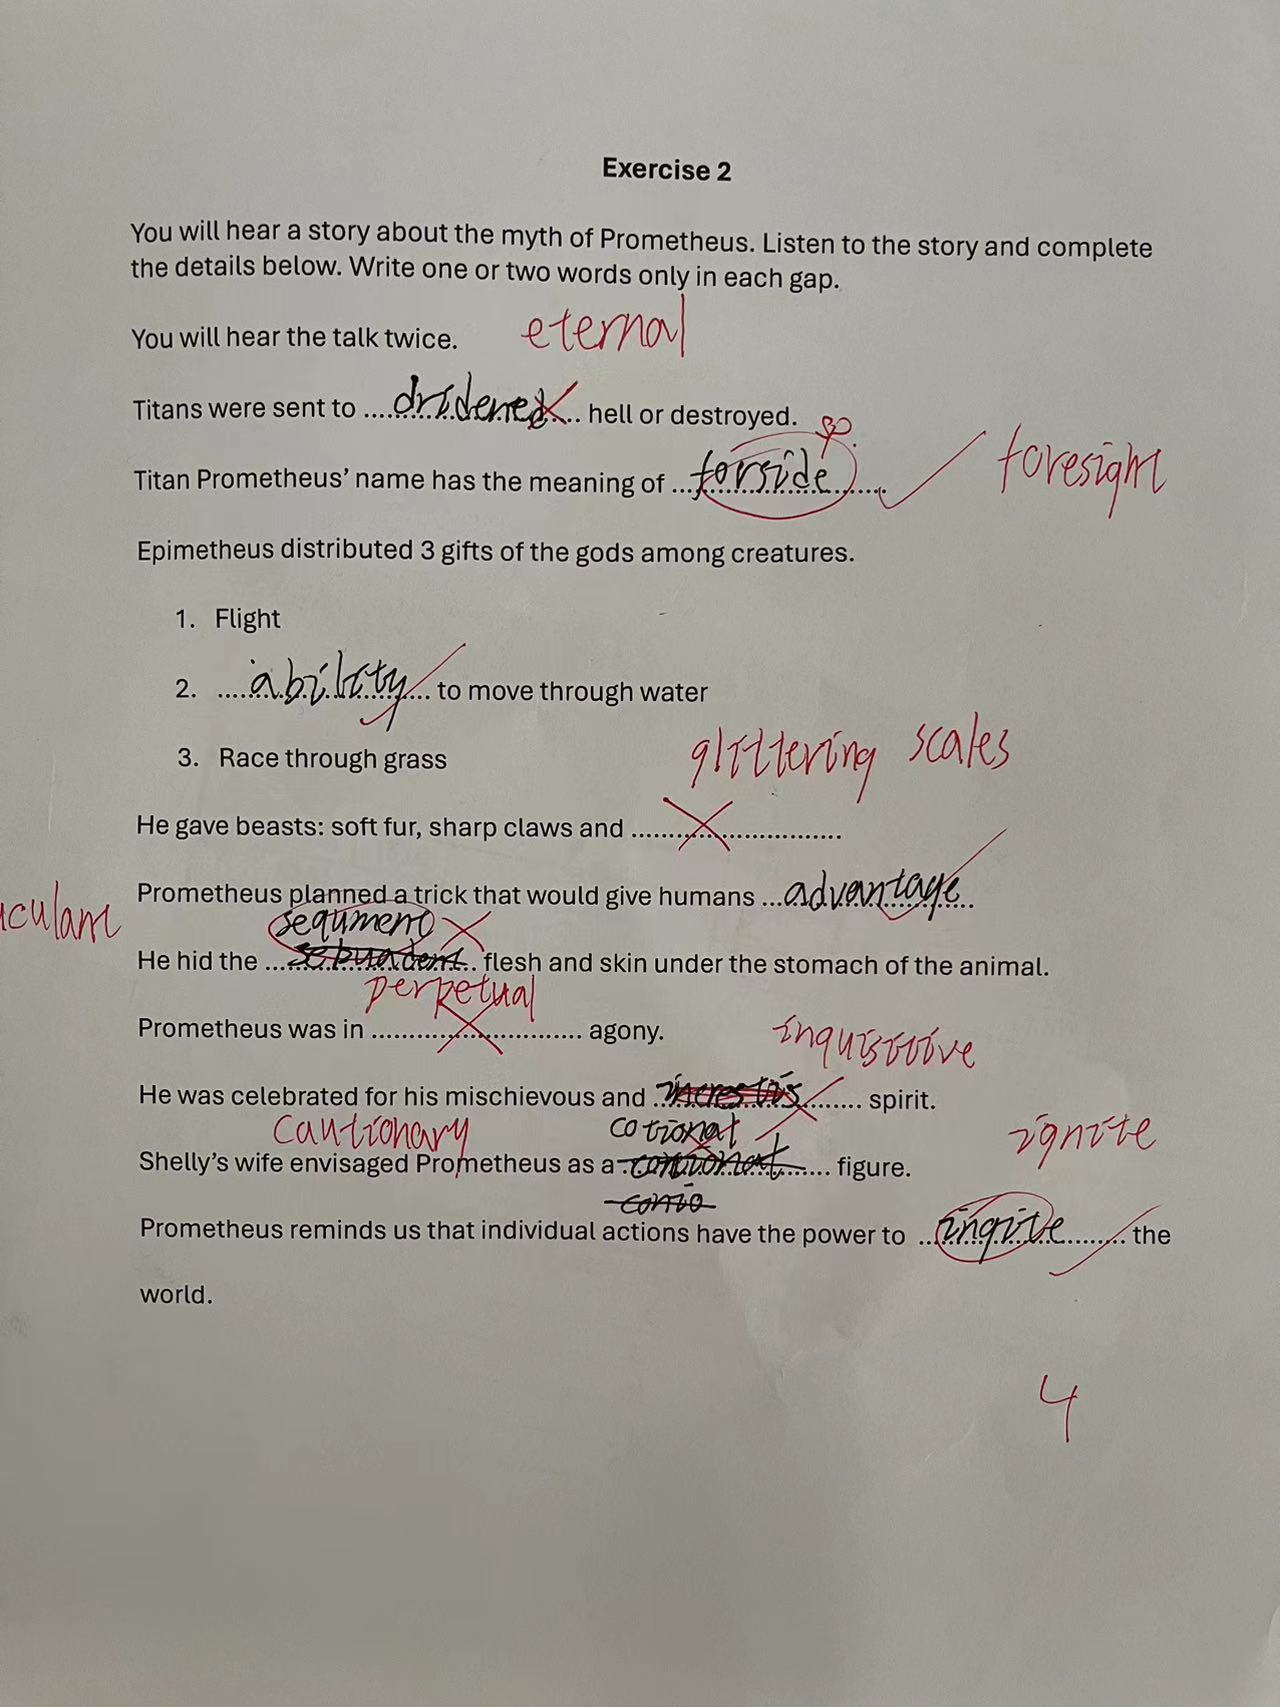 Exercise 2
You will hear a story about the myth of Prometheus. Listen to the story and complete
the details below. Write one or two words only in each gap.
You will hear the talk twice. eternal
Titans were sent to .... dridened .... hell or destroyed.
Titan Prometheus' name has the meaning of ... forside ..... foresight
Epimetheus distributed 3 gifts of the gods among creatures.
1. Flight
2. ..... ability .... to move through water
3. Race through grass
glittering scales
He gave beasts: soft fur, sharp claws and ..............................
Prometheus planned a trick that would give humans ... advantage ..
sequment
He hid the ... flesh and skin under the stomach of the animal.
perpetual
Prometheus was in .............................. agony.
inquisitive
He was celebrated for his mischievous and ........ spirit.
cautionary cotionat ignite
Shelly's wife envisaged Prometheus as a .... figure.
Prometheus reminds us that individual actions have the power to ... ingite ........ the
world.
4